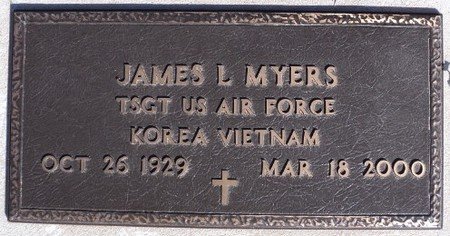 JAMES L MYERS
TSGT US AIR FORCE
KOREA VIETNAM
OCT 26 1929 MAR 18 2000